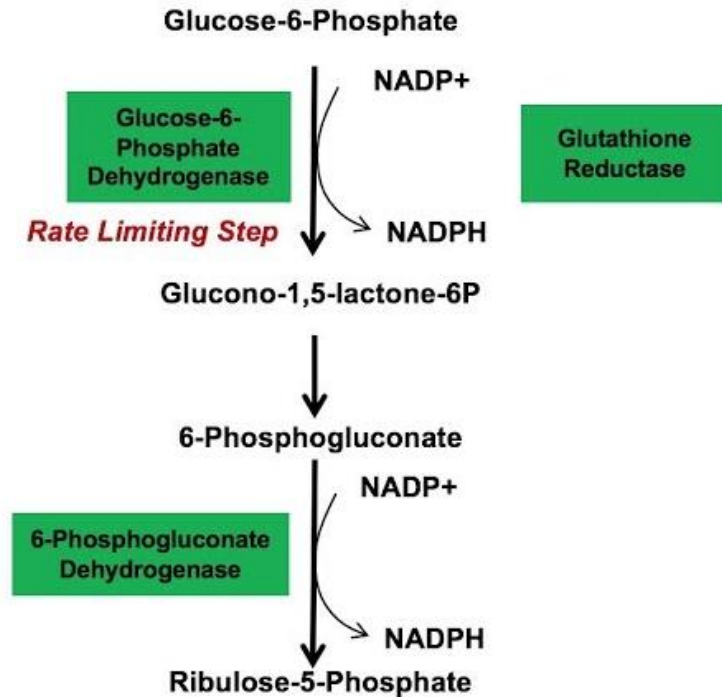 Glucose-6-Phosphate
NADP+
Glucose-6-
Phosphate
Dehydrogenase
Glutathione
Reductase
Rate Limiting Step
NADPH
Glucono-1,5-lactone-6P
6-Phosphogluconate
NADP+
6-Phosphogluconate
Dehydrogenase
NADPH
Ribulose-5-Phosphate